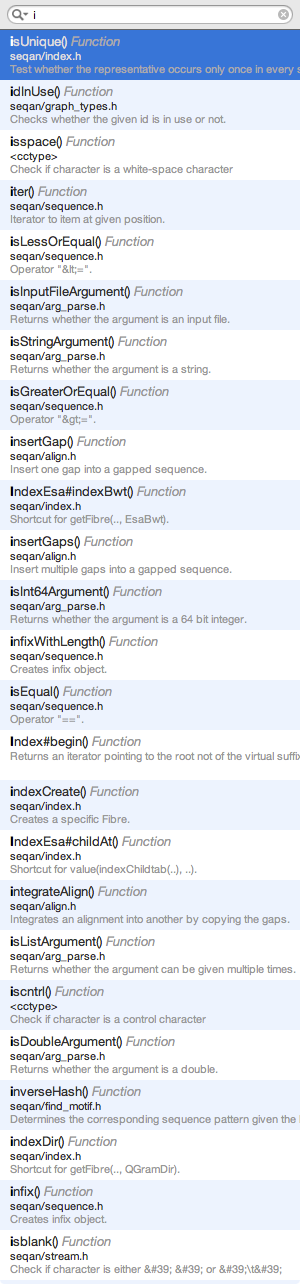 i
isUnique() Function
seqan/index.h
Test whether the representative occurs only once in every s
idInUse() Function
seqan/graph_types.h
Checks whether the given id is in use or not.
isspace() Function
<cctype>
Check if character is a white-space character
iter() Function
seqan/sequence.h
Iterator to item at given position.
isLessOrEqual() Function
seqan/sequence.h
Operator "&lt;=".
isInputFileArgument() Function
seqan/arg_parse.h
Returns whether the argument is an input file.
isStringArgument() Function
seqan/arg_parse.h
Returns whether the argument is a string.
isGreaterOrEqual() Function
seqan/sequence.h
Operator "&gt;=".
insertGap() Function
seqan/align.h
Insert one gap into a gapped sequence.
IndexEsa#indexBwt() Function
seqan/index.h
Shortcut for getFibre(.., EsaBwt).
insertGaps() Function
seqan/align.h
Insert multiple gaps into a gapped sequence.
isInt64Argument() Function
seqan/arg_parse.h
Returns whether the argument is a 64 bit integer.
infixWithLength() Function
seqan/sequence.h
Creates infix object.
isEqual() Function
seqan/sequence.h
Operator "==".
Index#begin() Function
Returns an iterator pointing to the root not of the virtual suffix
indexCreate() Function
seqan/index.h
Creates a specific Fibre.
IndexEsa#childAt() Function
seqan/index.h
Shortcut for value(indexChildtab(..), ..).
integrateAlign() Function
seqan/align.h
Integrates an alignment into another by copying the gaps.
isListArgument() Function
seqan/arg_parse.h
Returns whether the argument can be given multiple times.
iscntrl() Function
<cctype>
Check if character is a control character
isDoubleArgument() Function
seqan/arg_parse.h
Returns whether the argument is a double.
inverseHash() Function
seqan/find_motif.h
Determines the corresponding sequence pattern given the
indexDir() Function
seqan/index.h
Shortcut for getFibre(.., QGramDir).
infix() Function
seqan/sequence.h
Creates infix object.
isblank() Function
seqan/stream.h
Check if character is either &#39; &#39; or &#39;\t&#39;